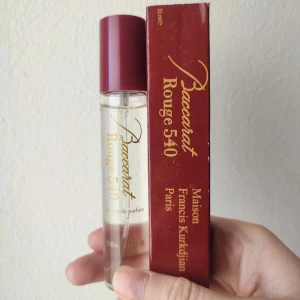 Baccarat
Rouge 540
Baccarat
Rouge 540
Maison
Francis Kurkdjian
Paris